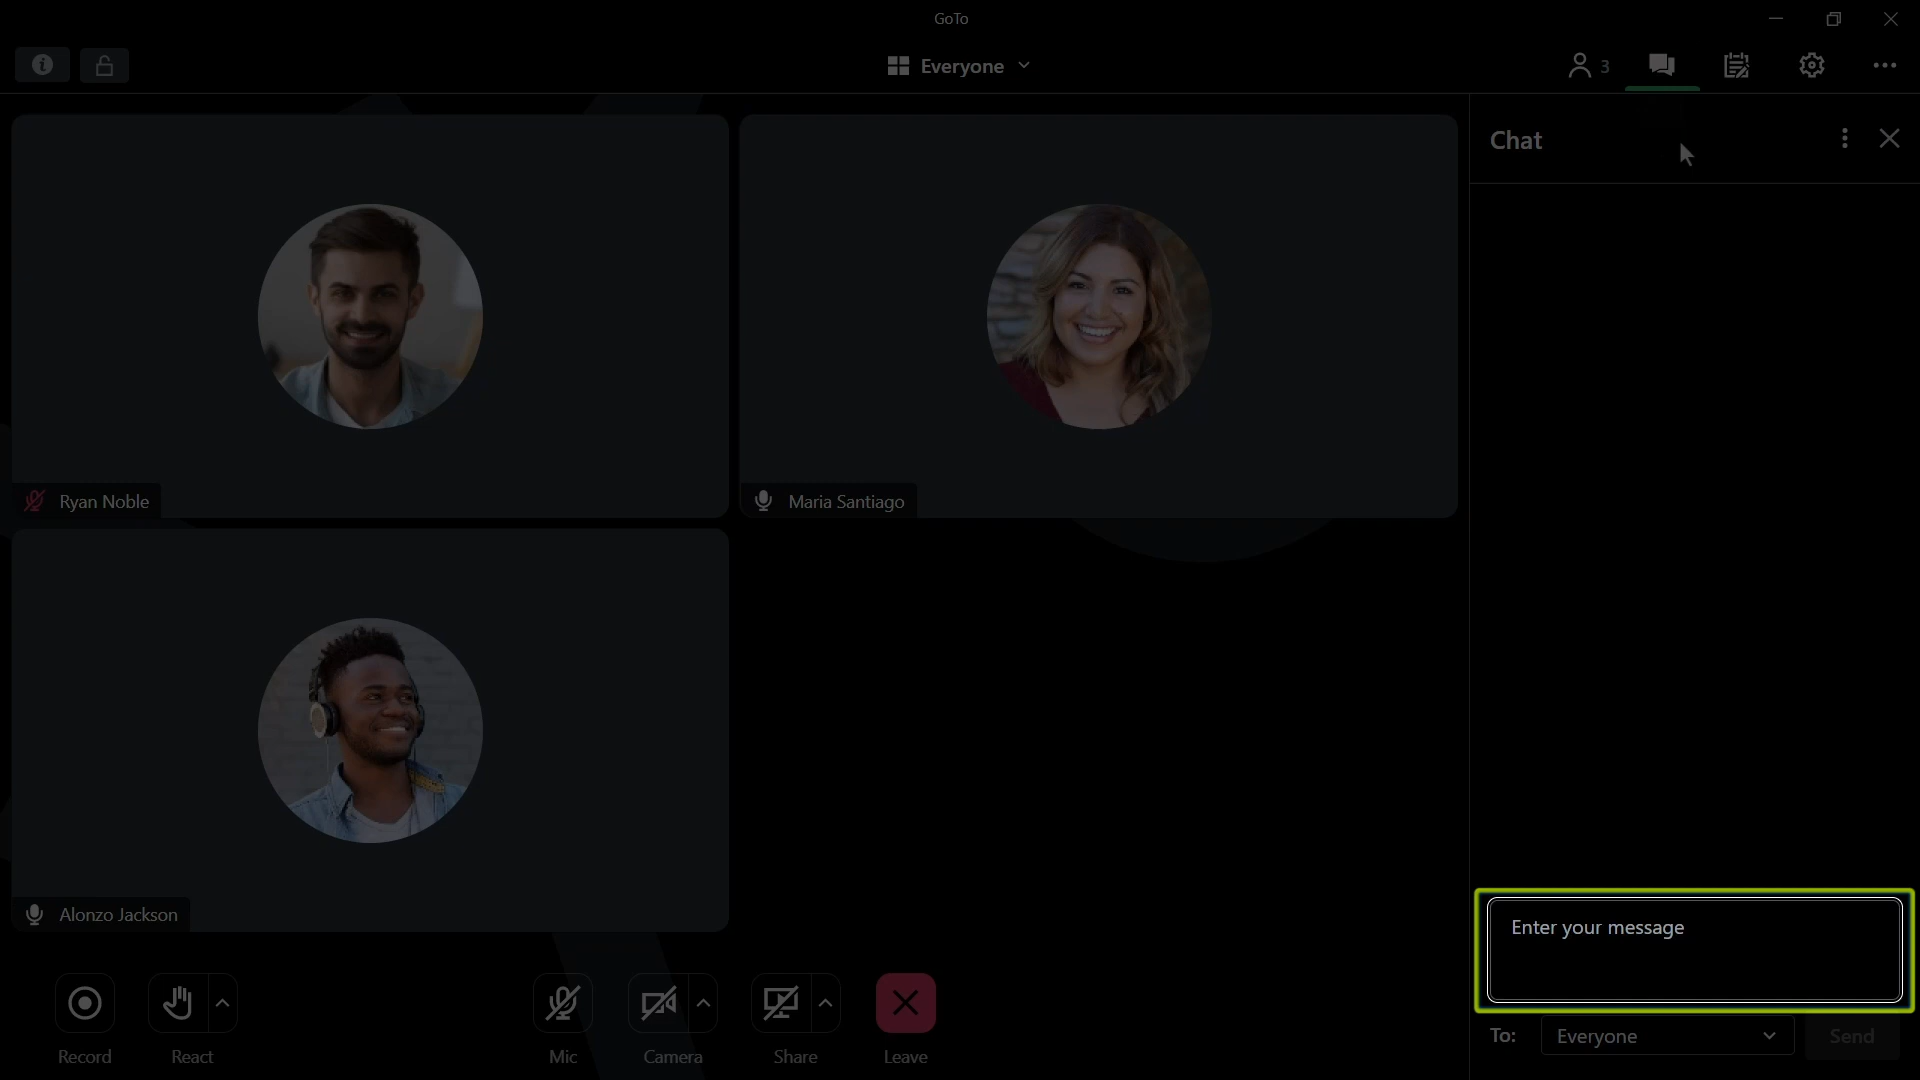 GoTo
Everyone
3
Chat
Ryan Noble
Maria Santiago
Alonzo Jackson
Enter your message
To: Everyone Send
Record React Mic Camera Share Leave